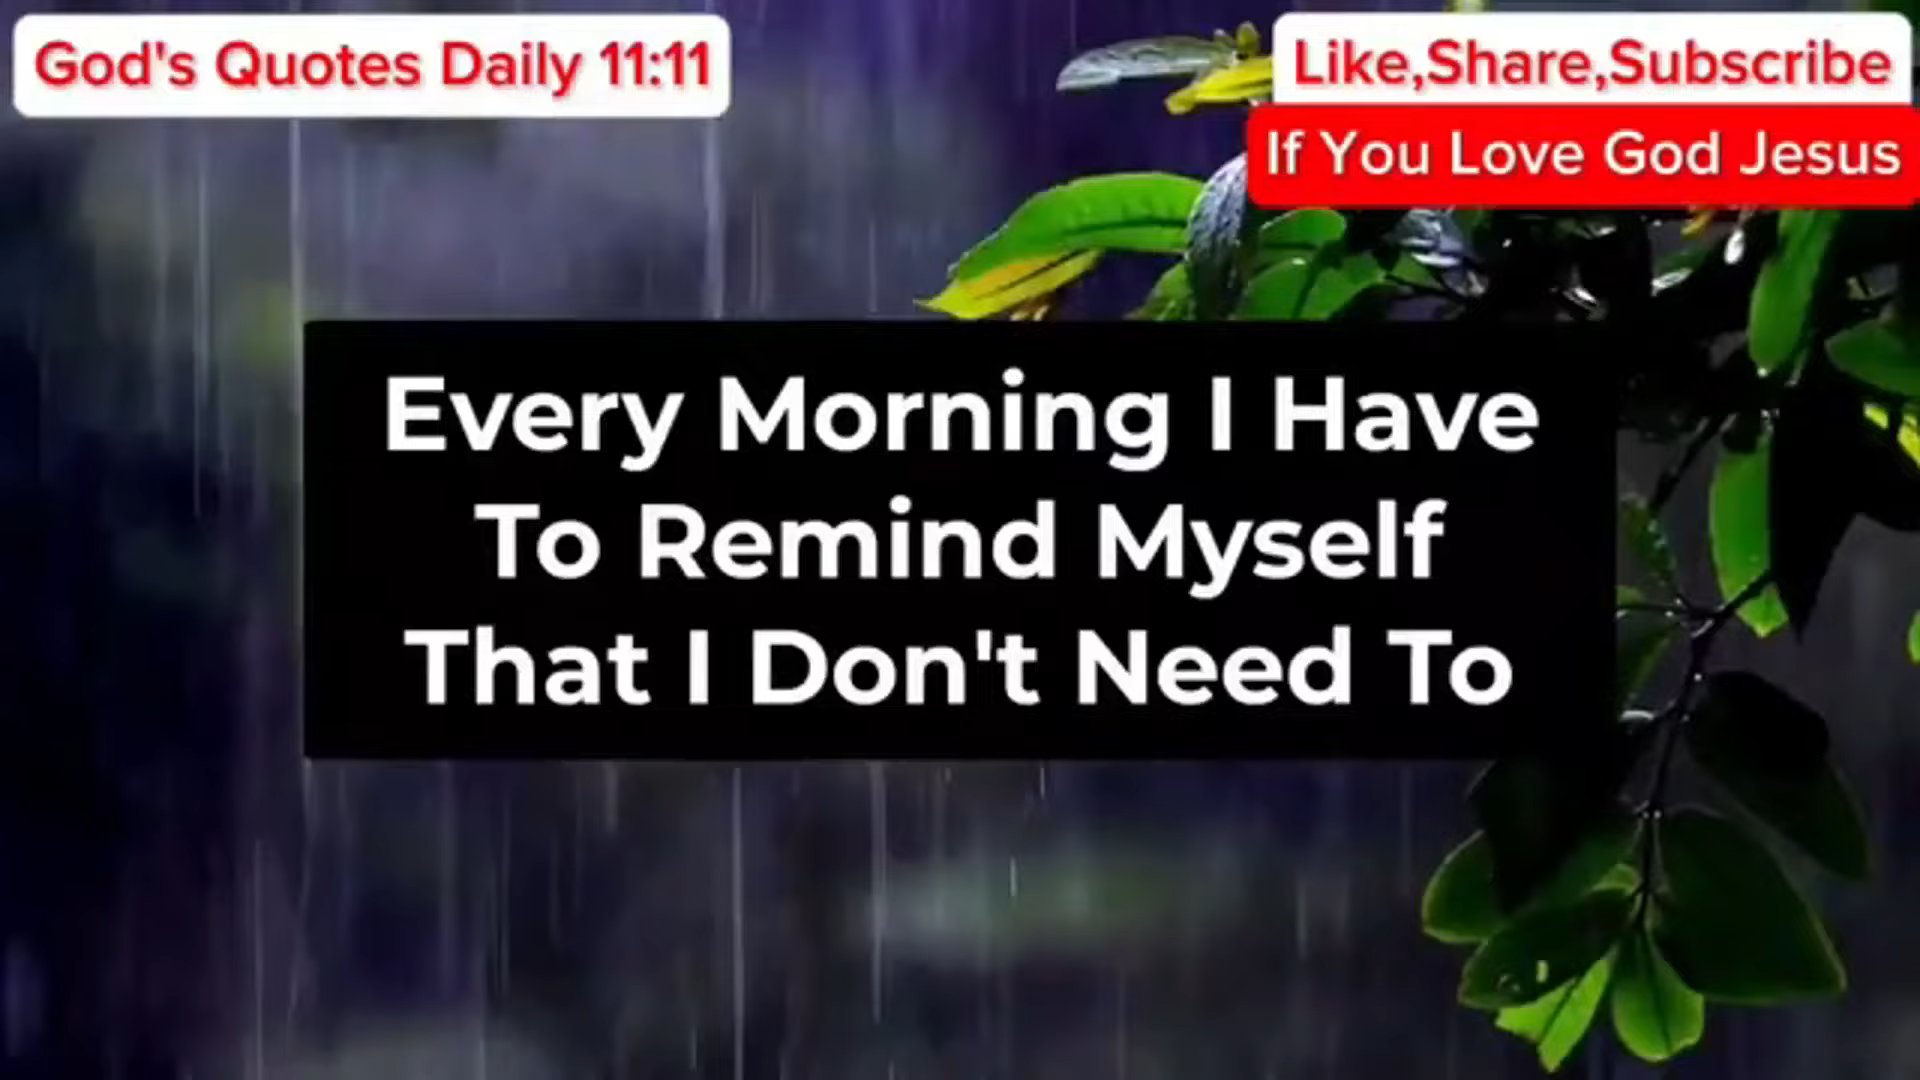 God's Quotes Daily 11:11
Like,Share,Subscribe
If You Love God Jesus
Every Morning I Have
To Remind Myself
That I Don't Need To